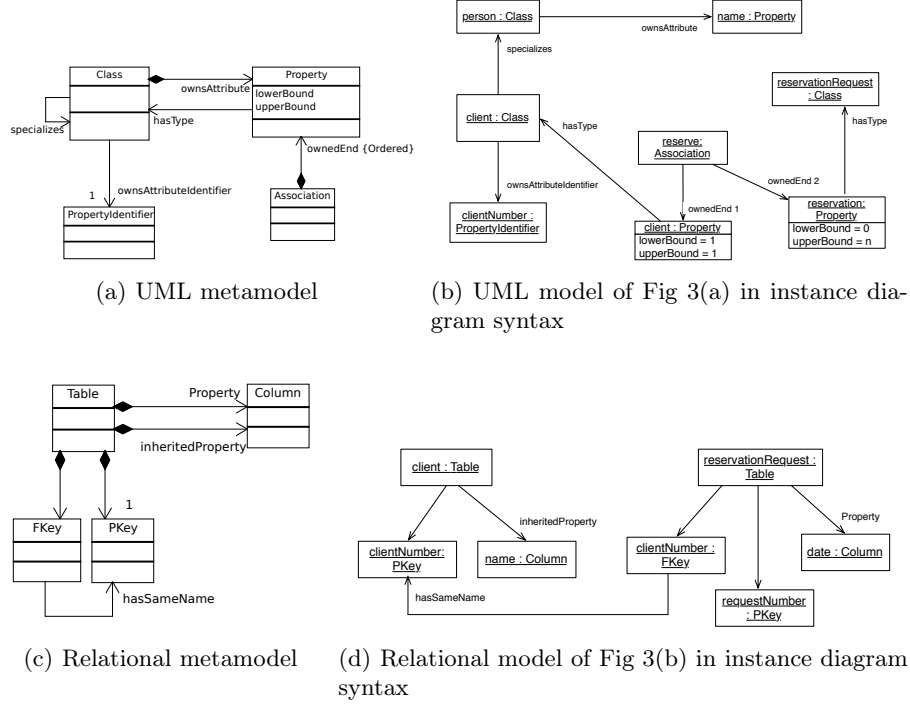 Class
ownsAttribute
Property
lowerBound
upperBound
hasType
specializes
ownedEnd {Ordered}
1
ownsAttributeIdentifier
PropertyIdentifier
Association
(a) UML metamodel
person : Class
ownsAttribute
name : Property
specializes
reservationRequest
: Class
client : Class
hasType
reserve:
Association
hasType
ownsAttributeIdentifier
ownedEnd 2
ownedEnd 1
clientNumber :
PropertyIdentifier
client : Property
lowerBound = 1
upperBound = 1
reservation:
Property
lowerBound = 0
upperBound = n
(b) UML model of Fig 3(a) in instance dia-
gram syntax
Table
Property
Column
inheritedProperty
1
FKey
PKey
hasSameName
(c) Relational metamodel
client : Table
reservationRequest :
Table
inheritedProperty
Property
clientNumber:
PKey
name : Column
clientNumber :
FKey
date : Column
hasSameName
requestNumber
: PKey
(d) Relational model of Fig 3(b) in instance diagram
syntax